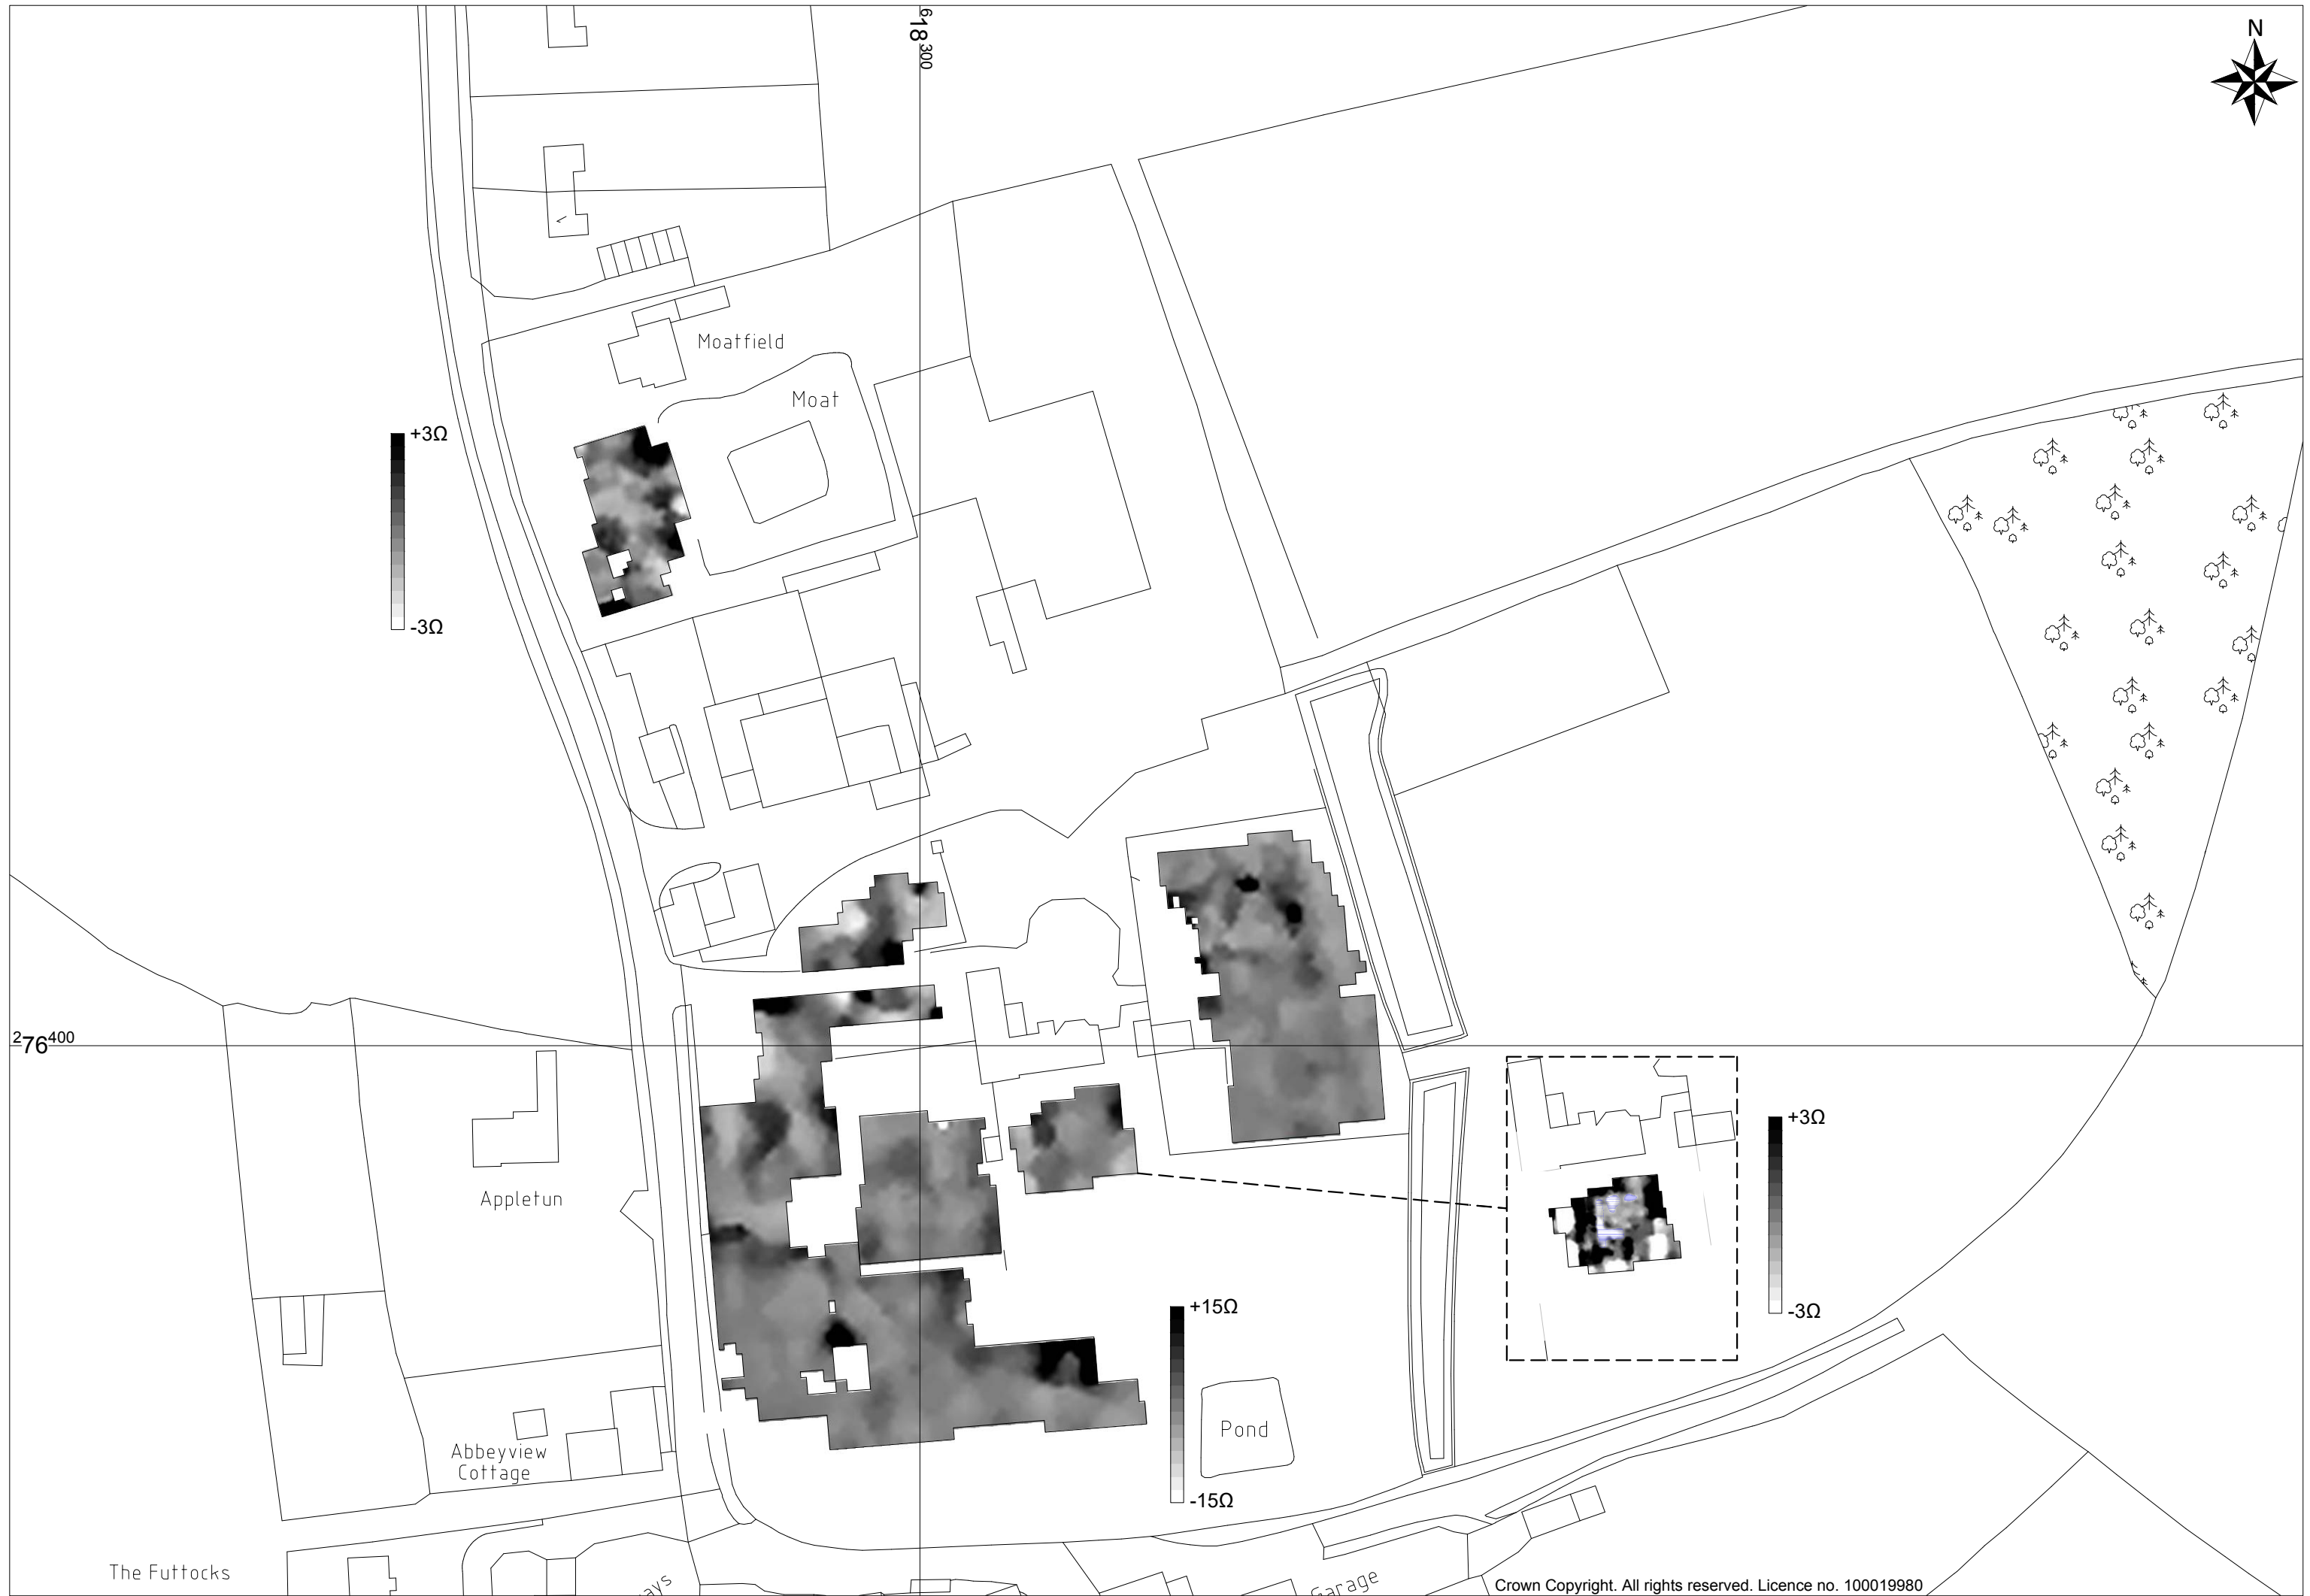 618300
N
Moatfield
Moat
+3Ω
-3Ω
276400
+3Ω
-3Ω
Appletun
+15Ω
-15Ω
Pond
Abbeyview
Cottage
The Futtocks
Garage
Crown Copyright. All rights reserved. Licence no. 100019980